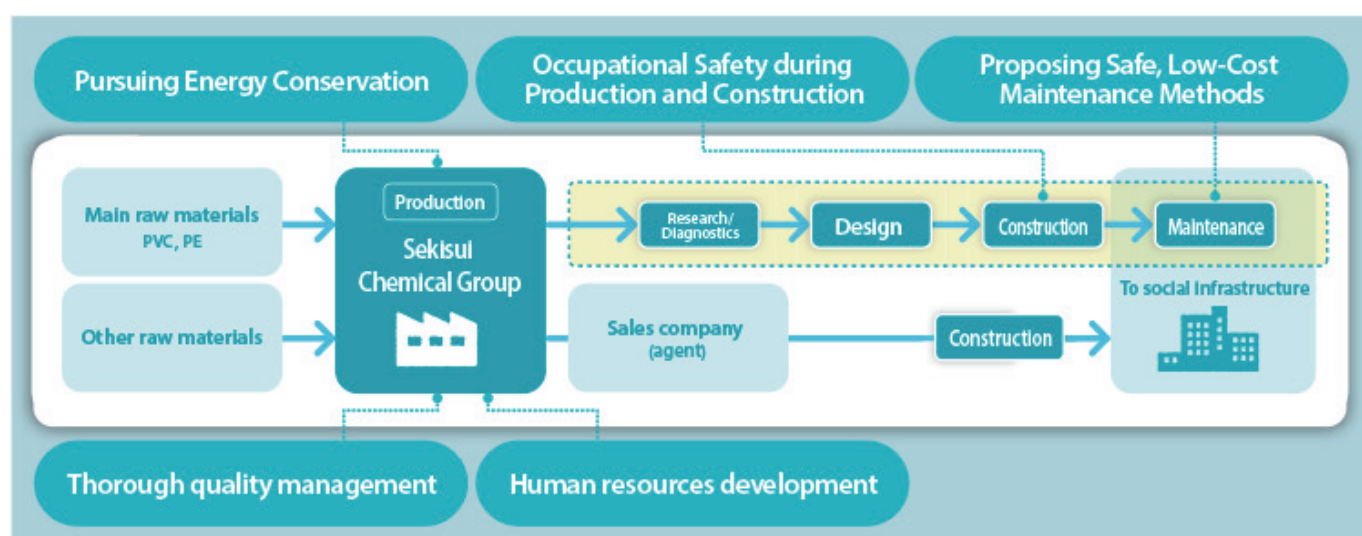 Pursuing Energy Conservation
Occupational Safety during
Production and Construction
Proposing Safe, Low-Cost
Maintenance Methods
Main raw materials
PVC, PE
Other raw materials
Production
Sekisui
Chemical Group
Research/
Diagnostics
Design
Construction
Maintenance
Sales company
(agent)
Construction
To social infrastructure
Thorough quality management
Human resources development